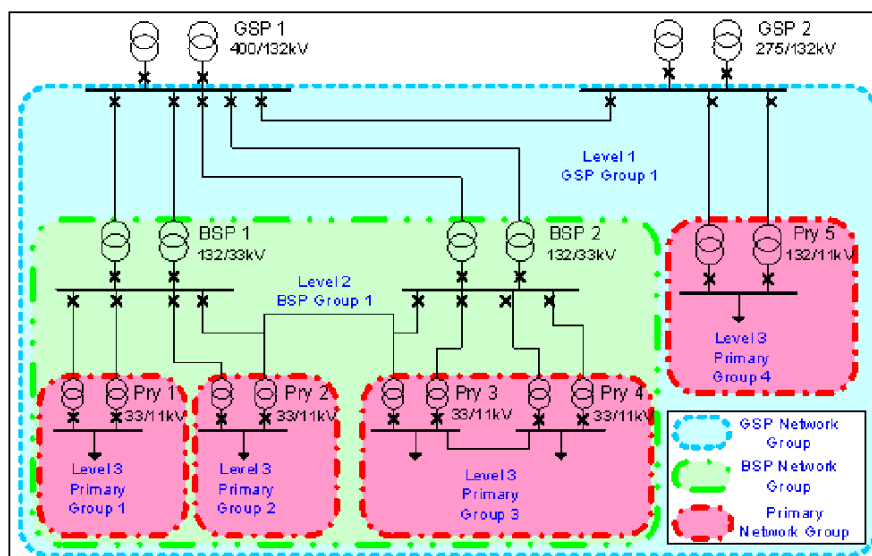 GSP 1
400/132kV
GSP 2
275/132kV
Level 1
GSP Group 1
BSP 1
132/33kV
BSP 2
132/33kV
Pry 5
132/11kV
Level 2
BSP Group 1
Level 3
Primary
Group 4
Pry 1
33/11kV
Pry 2
33/11kV
Pry 3
33/11kV
Pry 4
33/11kV
Level 3
Primary
Group 1
Level 3
Primary
Group 2
Level 3
Primary
Group 3
GSP Network
Group
BSP Network
Group
Primary
Network Group